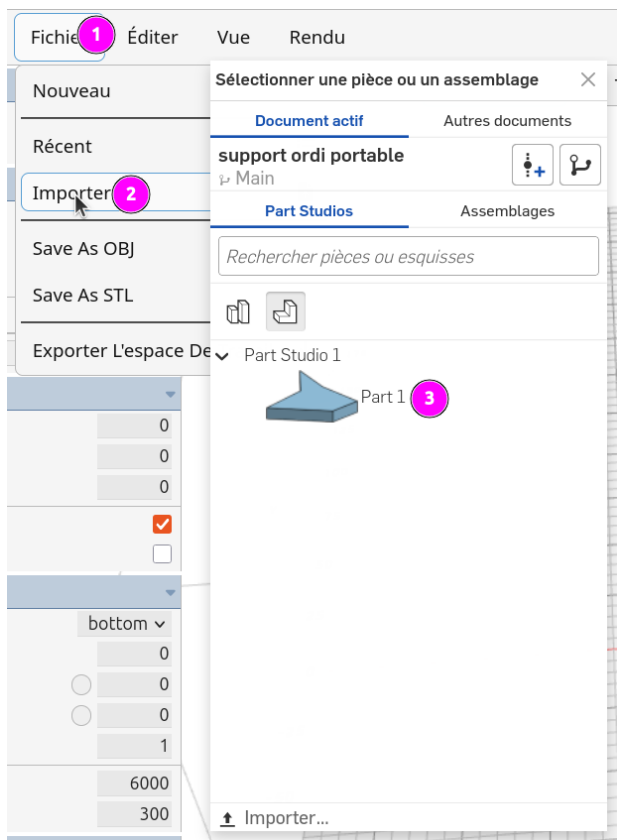 Fichie 1 Éditer Vue Rendu
Nouveau
Récent
Importer 2
Save As OBJ
Save As STL
Exporter L'espace De
Sélectionner une pièce ou un assemblage
Document actif Autres documents
support ordi portable
Main
Part Studios Assemblages
Rechercher pièces ou esquisses
Part Studio 1
Part 1 3
0
0
0
bottom
0
0
0
1
6000
300
Importer...